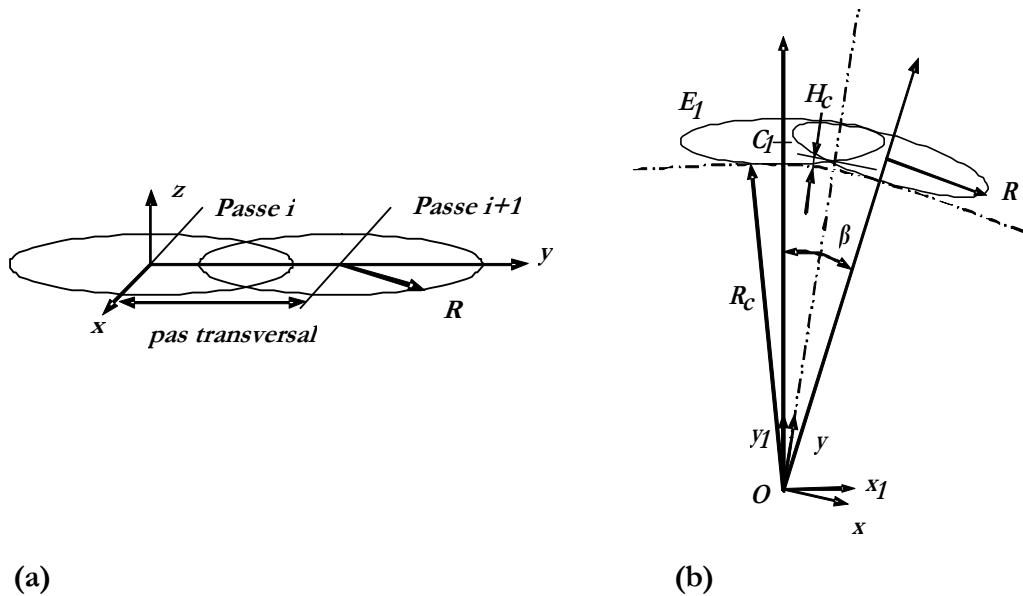 z
Passe i
Passe i+1
y
x
R
pas transversal
(a)
E1
Hc
C1
R
β
Rc
y1
y
O
x1
x
(b)